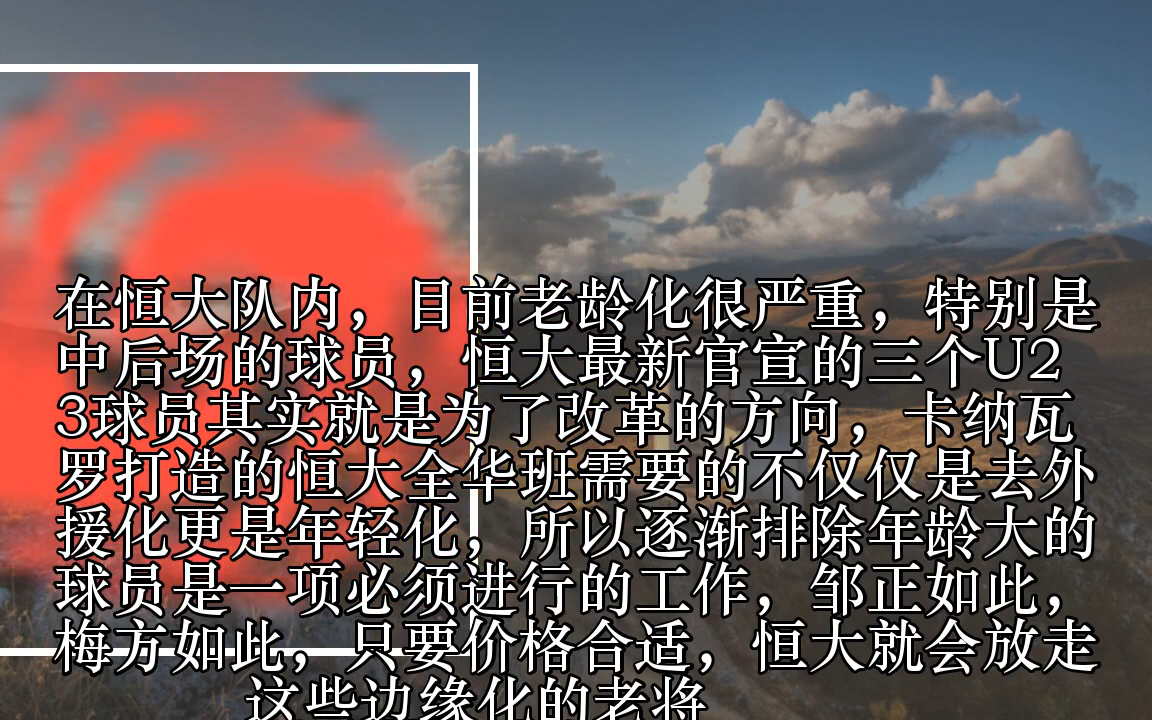 在恒大队内，目前老龄化很严重，特别是
中后场的球员，恒大最新官宣的三个U2
3球员其实就是为了改革的方向，卡纳瓦
罗打造的恒大全华班需要的不仅仅是去外
援化更是年轻化，所以逐渐排除年龄大的
球员是一项必须进行的工作，邹正如此，
梅方如此，只要价格合适，恒大就会放走
这些边缘化的老将